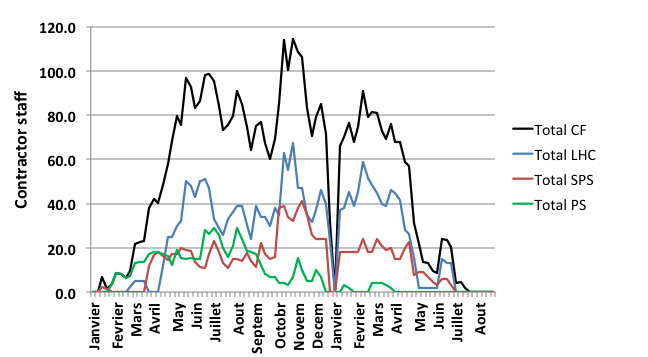 120.0
100.0
80.0
60.0
40.0
20.0
0.0
Contractor staff
Janvier
Fevrier
Mars
Avril
May
Juin
Juillet
Aout
Septem
Octobr
Novem
Decem
Janvier
Fevrier
Mars
Avril
May
Juin
Juillet
Aout
Total CF
Total LHC
Total SPS
Total PS